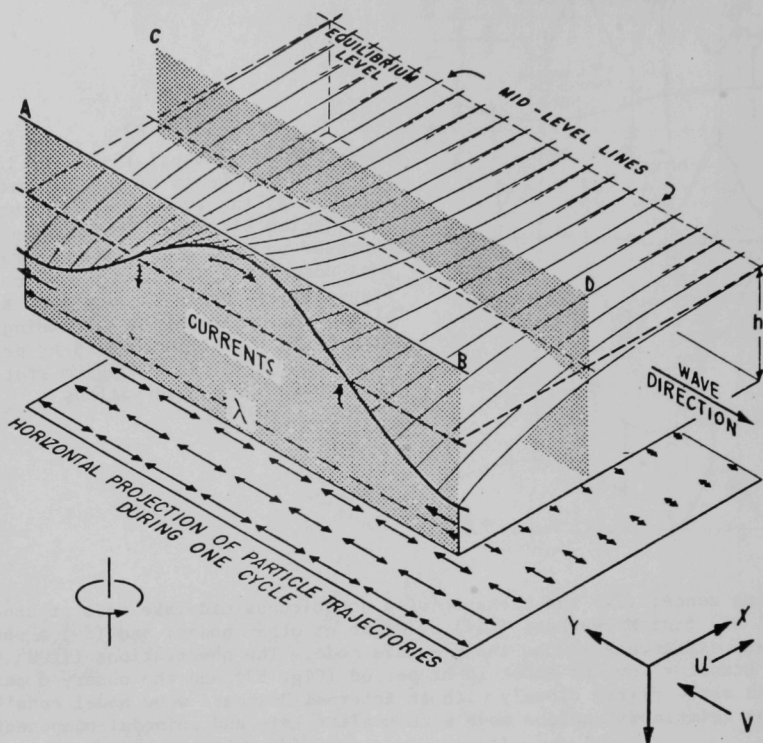 C
EQUILIBRIUM
LEVEL
MID-LEVEL LINES
A
D
h
CURRENTS
B
WAVE
DIRECTION
λ
HORIZONTAL PROJECTION OF PARTICLE TRAJECTORIES
DURING ONE CYCLE
Y
X
U
V